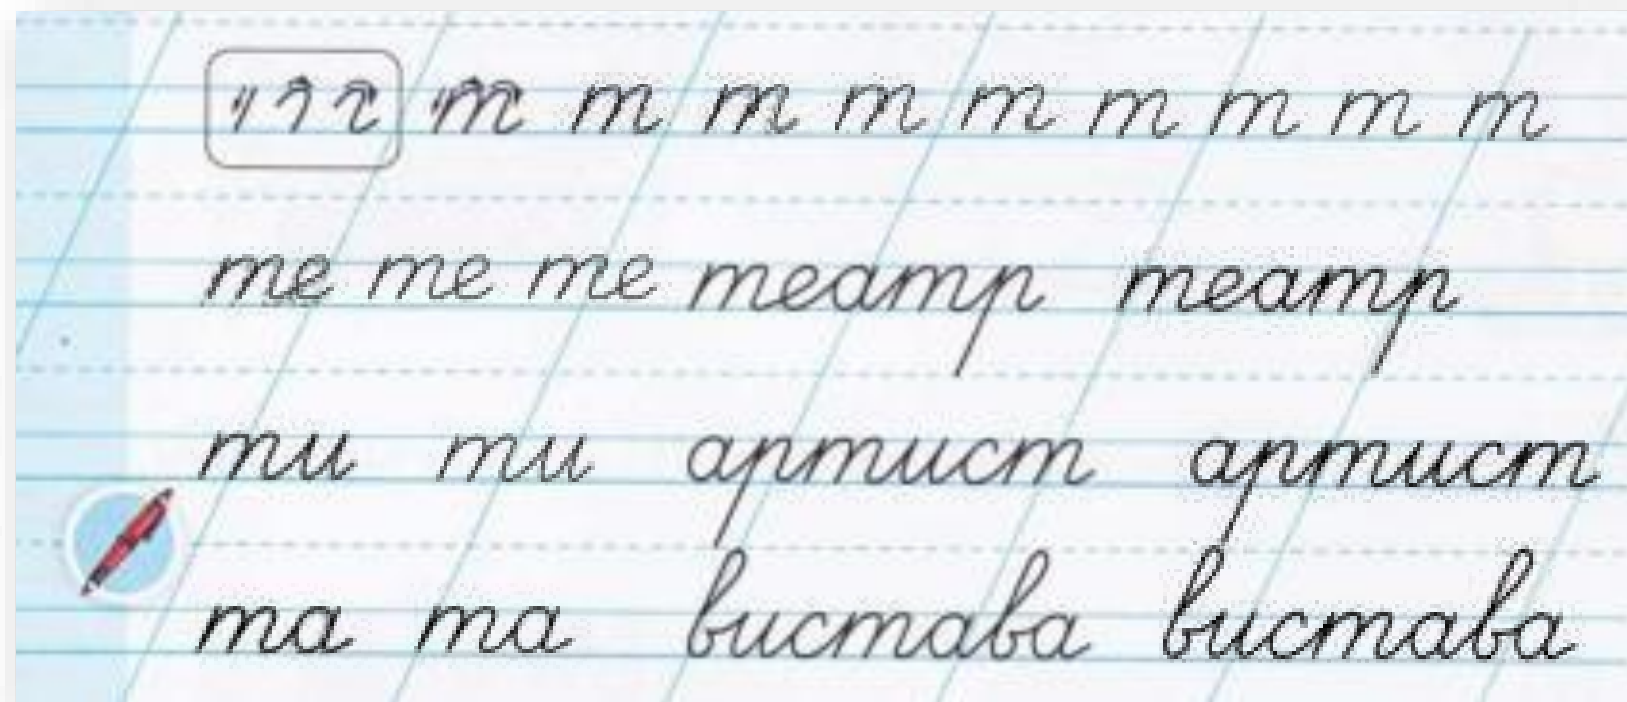 т т т т т т т т т
те те те театр театр
ти ти артист артист
та та вистава вистава